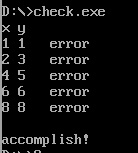 D:\>check.exe
x y
1 1 error
2 3 error
4 5 error
6 6 error
8 8 error
accomplish!